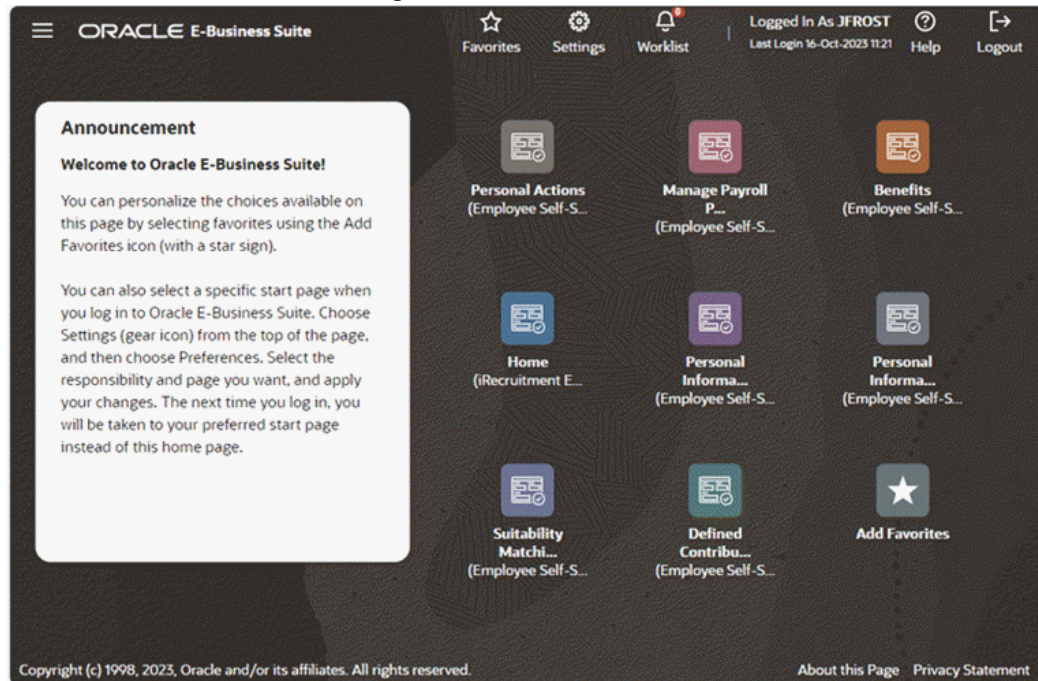 ORACLE E-Business Suite
Favorites
Settings
0
Worklist
Logged In As JFROST
Last Login 16-Oct-2023 11:21
Help
Logout
Announcement
Welcome to Oracle E-Business Suite!
You can personalize the choices available on
this page by selecting favorites using the Add
Favorites icon (with a star sign).
You can also select a specific start page when
you log in to Oracle E-Business Suite. Choose
Settings (gear icon) from the top of the page,
and then choose Preferences. Select the
responsibility and page you want, and apply
your changes. The next time you log in, you
will be taken to your preferred start page
instead of this home page.
Personal Actions
(Employee Self-S...
Manage Payroll
P...
(Employee Self-S...
Benefits
(Employee Self-S...
Home
(iRecruitment E...
Personal
Informa...
(Employee Self-S...
Personal
Informa...
(Employee Self-S...
Suitability
Matchi...
(Employee Self-S...
Defined
Contribu...
(Employee Self-S...
Add Favorites
Copyright (c) 1998, 2023, Oracle and/or its affiliates. All rights reserved.
About this Page
Privacy Statement